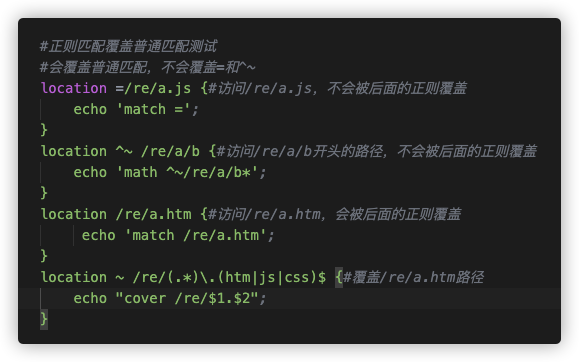 #正则匹配覆盖普通匹配测试
#会覆盖普通匹配，不会覆盖=和^~
location =/re/a.js {#访问/re/a.js，不会被后面的正则覆盖
    echo 'match =';
}
location ^~ /re/a/b {#访问/re/a/b开头的路径，不会被后面的正则覆盖
    echo 'math ^~/re/a/b*';
}
location /re/a.htm {#访问/re/a.htm，会被后面的正则覆盖
     echo 'match /re/a.htm';
}
location ~ /re/(.*)\.(htm|js|css)$ {#覆盖/re/a.htm路径
    echo "cover /re/$1.$2";
}